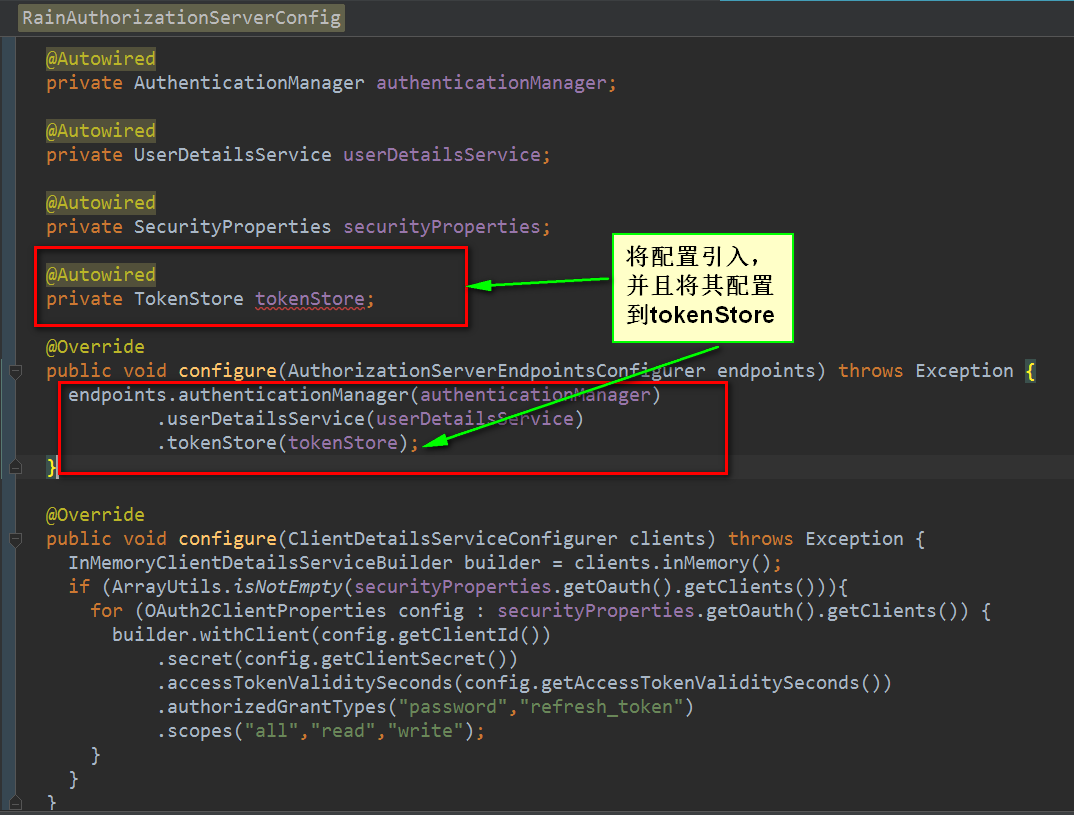 RainAuthorizationServerConfig
@Autowired
private AuthenticationManager authenticationManager;
@Autowired
private UserDetailsService userDetailsService;
@Autowired
private SecurityProperties securityProperties;
@Autowired
private TokenStore tokenStore;
将配置引入，
并且将其配置
到tokenStore
@Override
public void configure(AuthorizationServerEndpointsConfigurer endpoints) throws Exception {
endpoints.authenticationManager(authenticationManager)
.userDetailsService(userDetailsService)
.tokenStore(tokenStore);
}
@Override
public void configure(ClientDetailsServiceConfigurer clients) throws Exception {
InMemoryClientDetailsServiceBuilder builder = clients.inMemory();
if (ArrayUtils.isNotEmpty(securityProperties.getOauth().getClients())){
for (OAuth2ClientProperties config : securityProperties.getOauth().getClients()) {
builder.withClient(config.getClientId())
.secret(config.getClientSecret())
.accessTokenValiditySeconds(config.getAccessTokenValiditySeconds())
.authorizedGrantTypes("password","refresh_token")
.scopes("all","read","write");
}
}
}